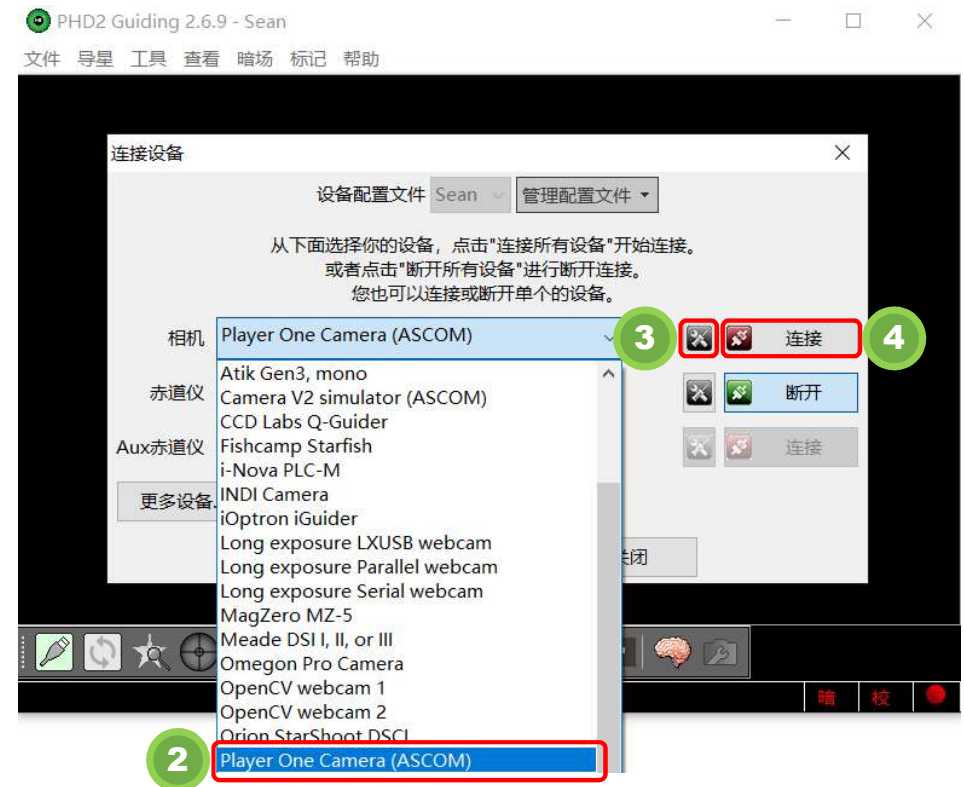 PHD2 Guiding 2.6.9 - Sean
文件 导星 工具 查看 暗场 标记 帮助
连接设备
设备配置文件 Sean 管理配置文件
从下面选择你的设备，点击"连接所有设备"开始连接。
或者点击"断开所有设备"进行断开连接。
您也可以连接或断开单个的设备。
相机 Player One Camera (ASCOM) 3 连接 4
Atik Gen3, mono
赤道仪 断开
Camera V2 simulator (ASCOM)
CCD Labs Q-Guider
Aux赤道仪 Fishcamp Starfish 连接
i-Nova PLC-M
更多设备.
INDI Camera
iOptron iGuider
Long exposure LXUSB webcam
关闭
Long exposure Parallel webcam
Long exposure Serial webcam
MagZero MZ-5
Meade DSI I, II, or III
Omegon Pro Camera
OpenCV webcam 1
暗 校
OpenCV webcam 2
Orion StarShoot DSCI
2 Player One Camera (ASCOM)